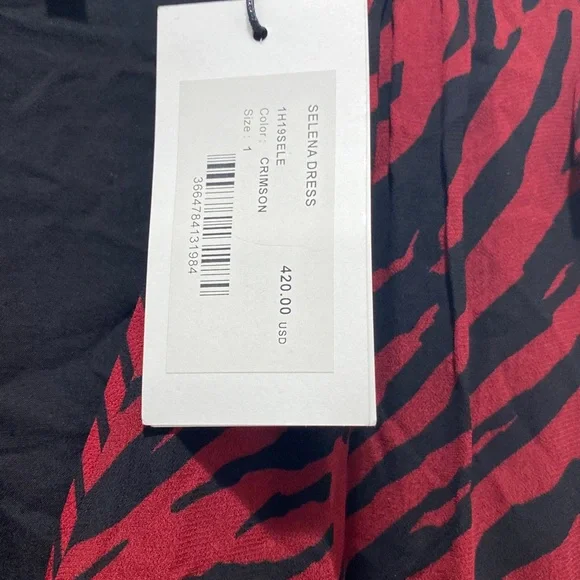 SELENA DRESS
1H19SELE
Color : CRIMSON
Size : 1
420.00 USD
3664784131984